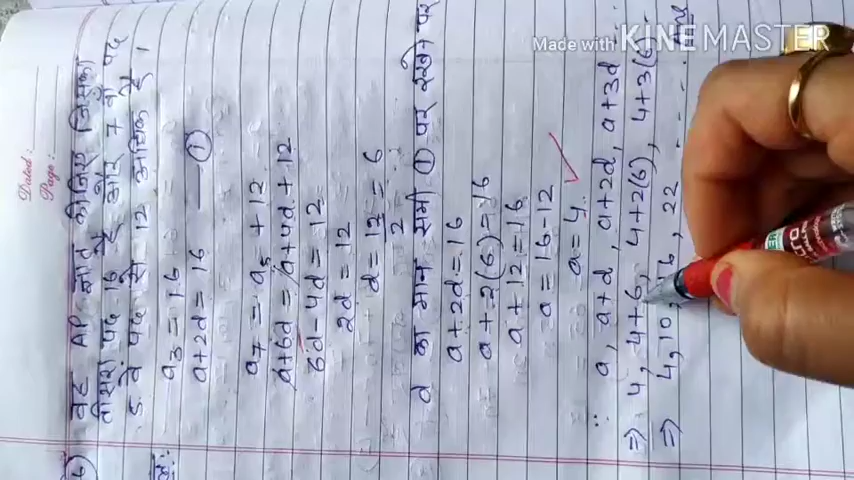 Dated:
Page:
6) वह AP ज्ञात कीजिए जिसका
तीसरा पद 16 है और 7 वाँ पद
5 वें पद से 12 अधिक है।
a3 = 16
a+2d = 16 —— ①
a7 = a5 + 12
a+6d = a+4d + 12
6d-4d = 12
2d = 12
d = 12/2 = 6
d का मान समी ① पर रखने पर
a+2d = 16
a+2(6) = 16
a+12 = 16
a = 16-12
a = 4
∴ a, a+d, a+2d, a+3d
⇒ 4, 4+6, 4+2(6), 4+3(6)
⇒ 4, 10, 16, 22 - - - -
Made with KINEMASTER